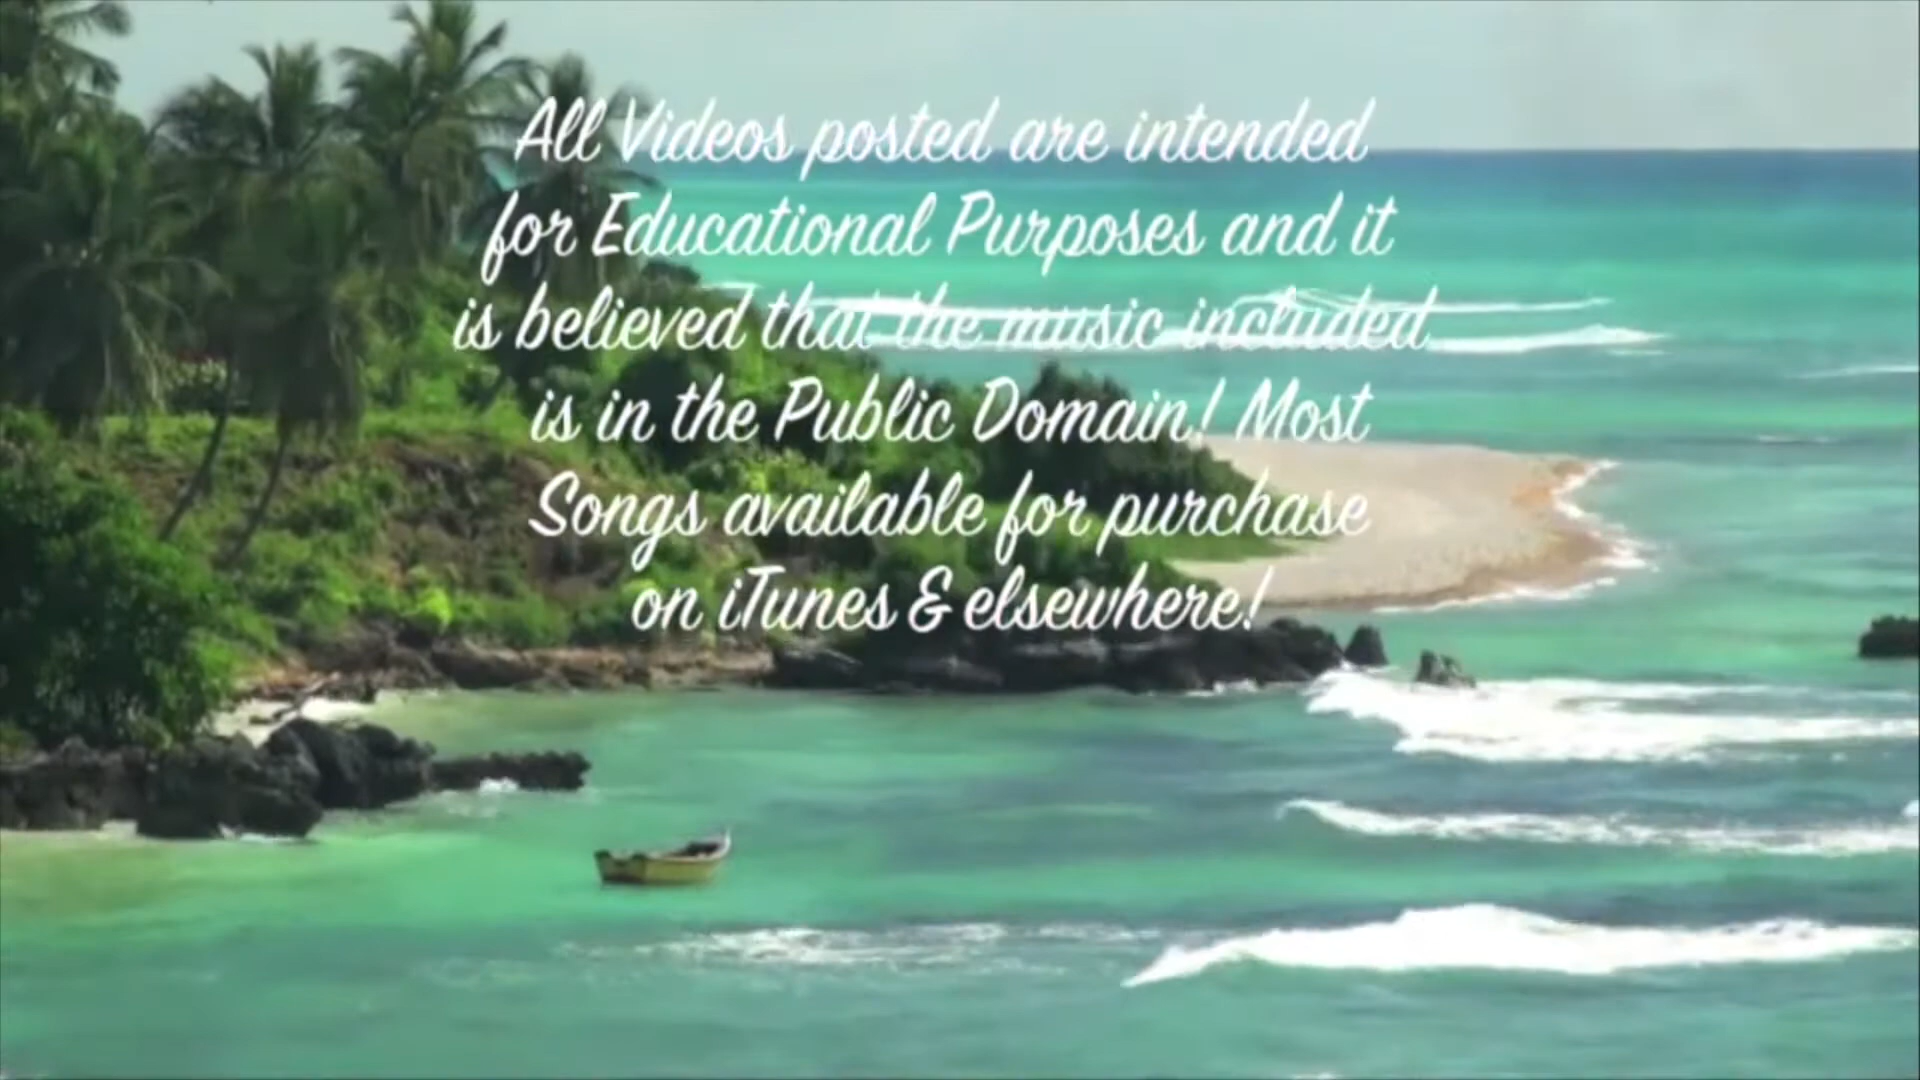 All Videos posted are intended
for Educational Purposes and it
is believed that the music included
is in the Public Domain! Most
Songs available for purchase
on iTunes & elsewhere!